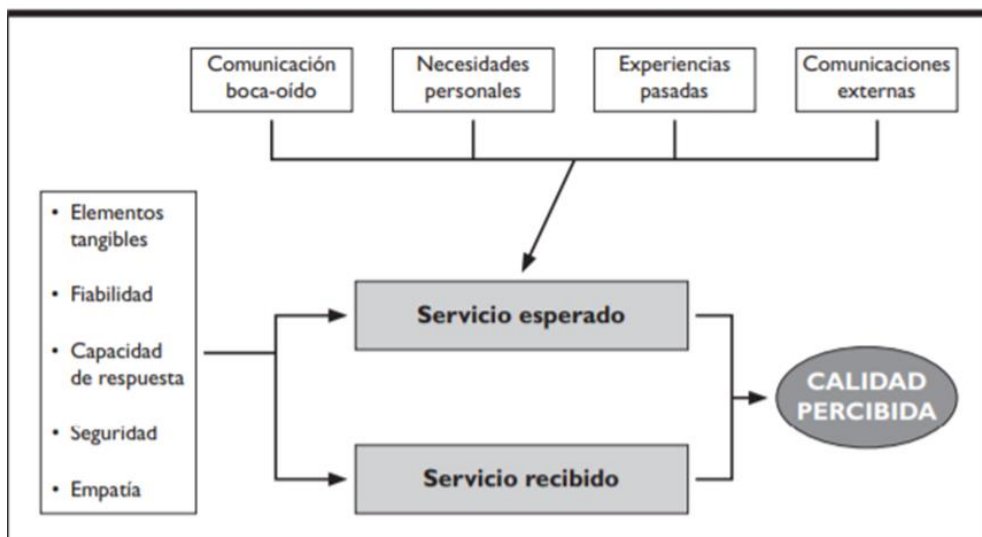 Comunicación
boca-oído
Necesidades
personales
Experiencias
pasadas
Comunicaciones
externas
• Elementos
tangibles
• Fiabilidad
• Capacidad
de respuesta
• Seguridad
• Empatía
Servicio esperado
Servicio recibido
CALIDAD
PERCIBIDA